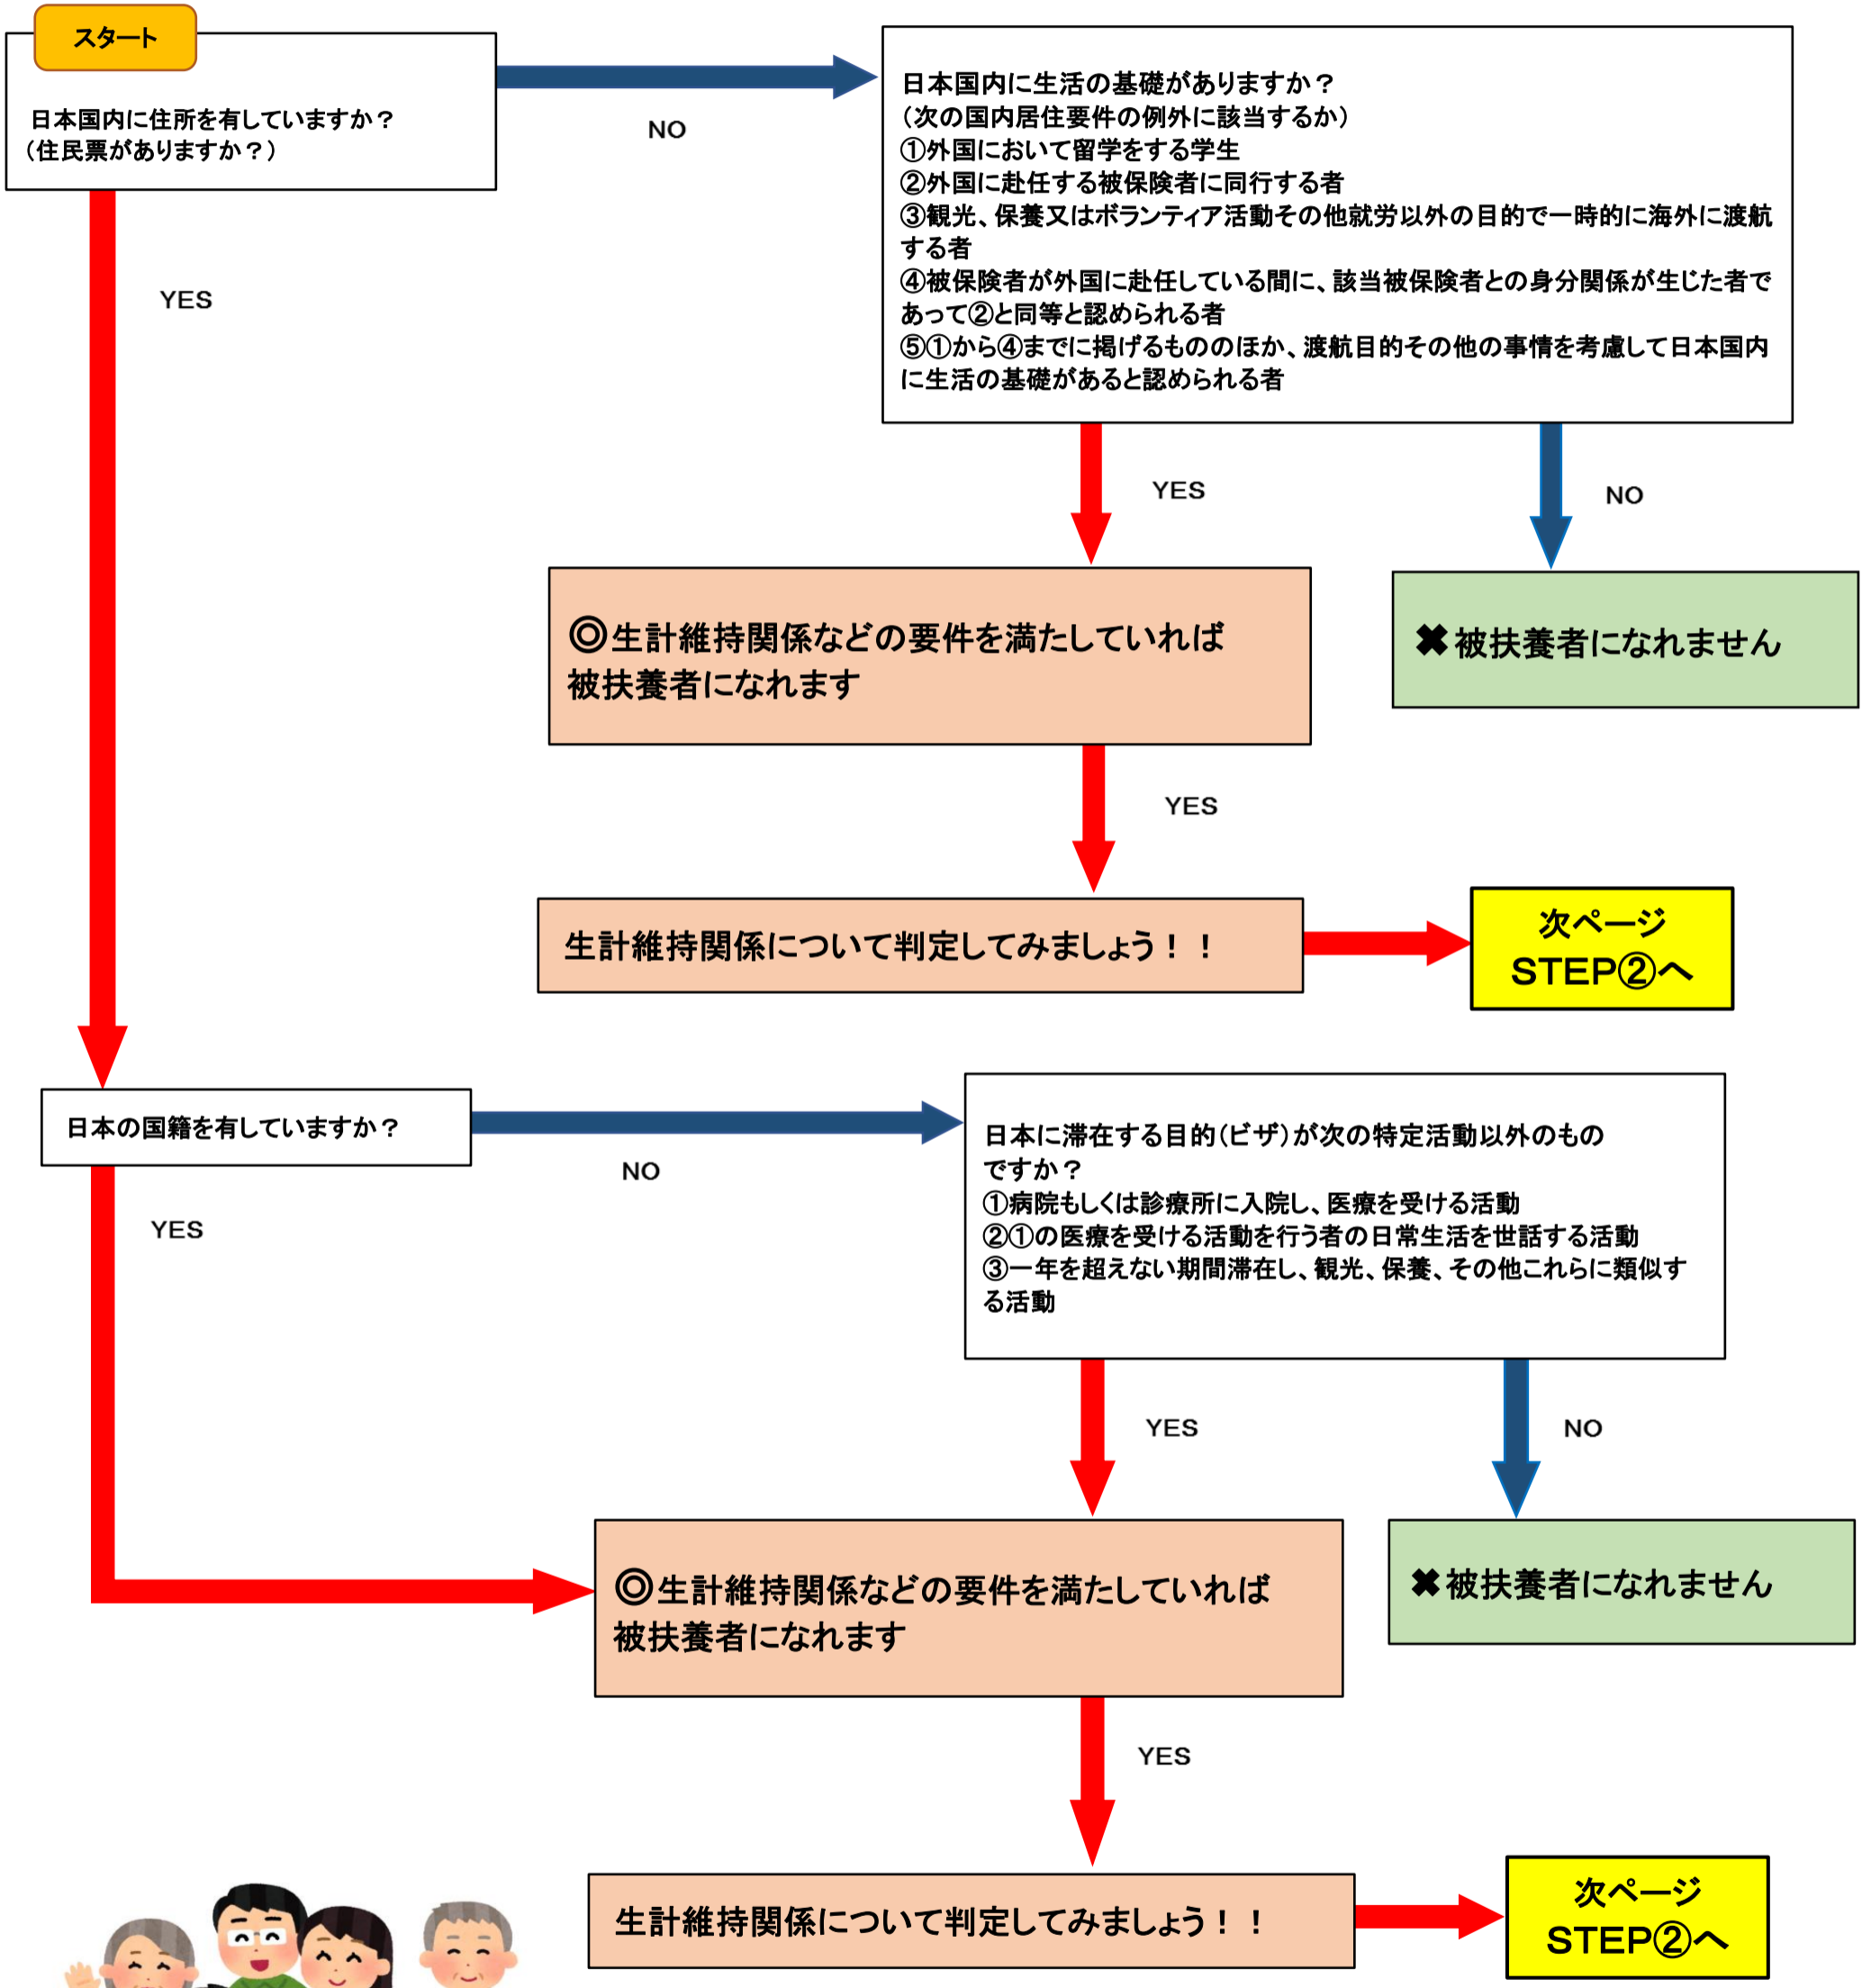 スタート
日本国内に住所を有していますか？
（住民票がありますか？）
NO
日本国内に生活の基礎がありますか？
（次の国内居住要件の例外に該当するか）
①外国において留学をする学生
②外国に赴任する被保険者に同行する者
③観光、保養又はボランティア活動その他就労以外の目的で一時的に海外に渡航
する者
④被保険者が外国に赴任している間に、該当被保険者との身分関係が生じた者で
あって②と同等と認められる者
⑤①から④までに掲げるもののほか、渡航目的その他の事情を考慮して日本国内
に生活の基礎があると認められる者
YES
YES
NO
◎生計維持関係などの要件を満たしていれば
被扶養者になれます
✖被扶養者になれません
YES
生計維持関係について判定してみましょう！！
次ページ
STEP②へ
日本の国籍を有していますか？
NO
日本に滞在する目的（ビザ）が次の特定活動以外のもの
ですか？
①病院もしくは診療所に入院し、医療を受ける活動
②①の医療を受ける活動を行う者の日常生活を世話する活動
③一年を超えない期間滞在し、観光、保養、その他これらに類似す
る活動
YES
YES
NO
◎生計維持関係などの要件を満たしていれば
被扶養者になれます
✖被扶養者になれません
YES
生計維持関係について判定してみましょう！！
次ページ
STEP②へ